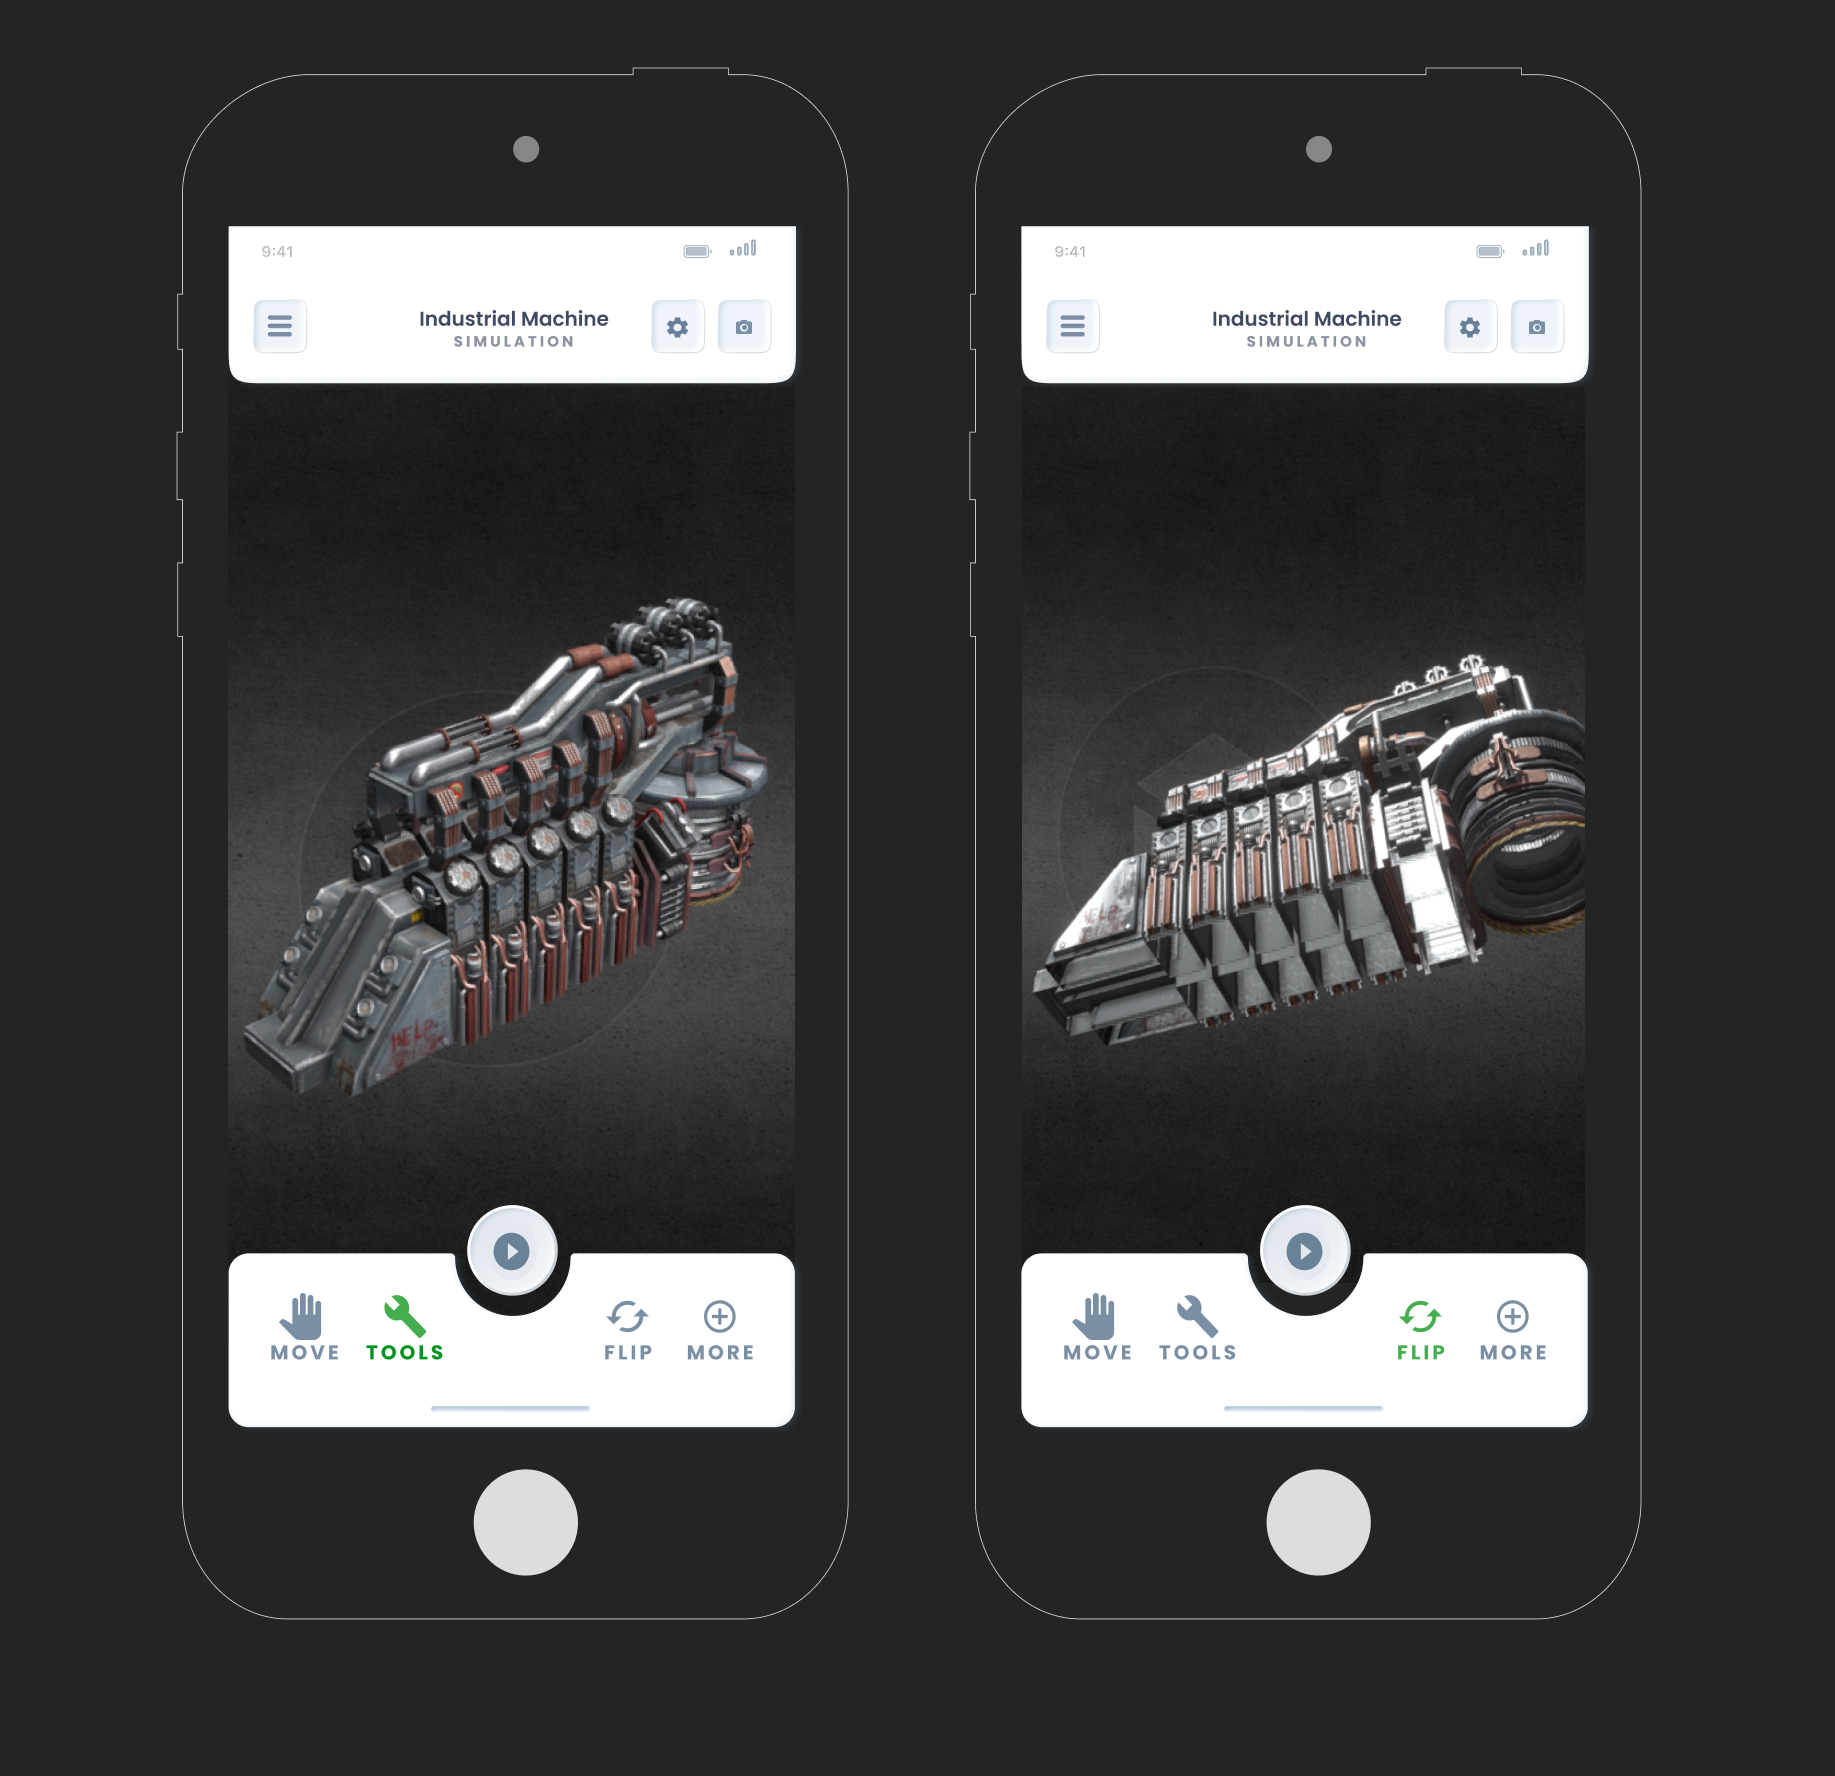 9:41
Industrial Machine
SIMULATION
HELP
MOVE
TOOLS
FLIP
MORE
9:41
Industrial Machine
SIMULATION
HELP
MOVE
TOOLS
FLIP
MORE